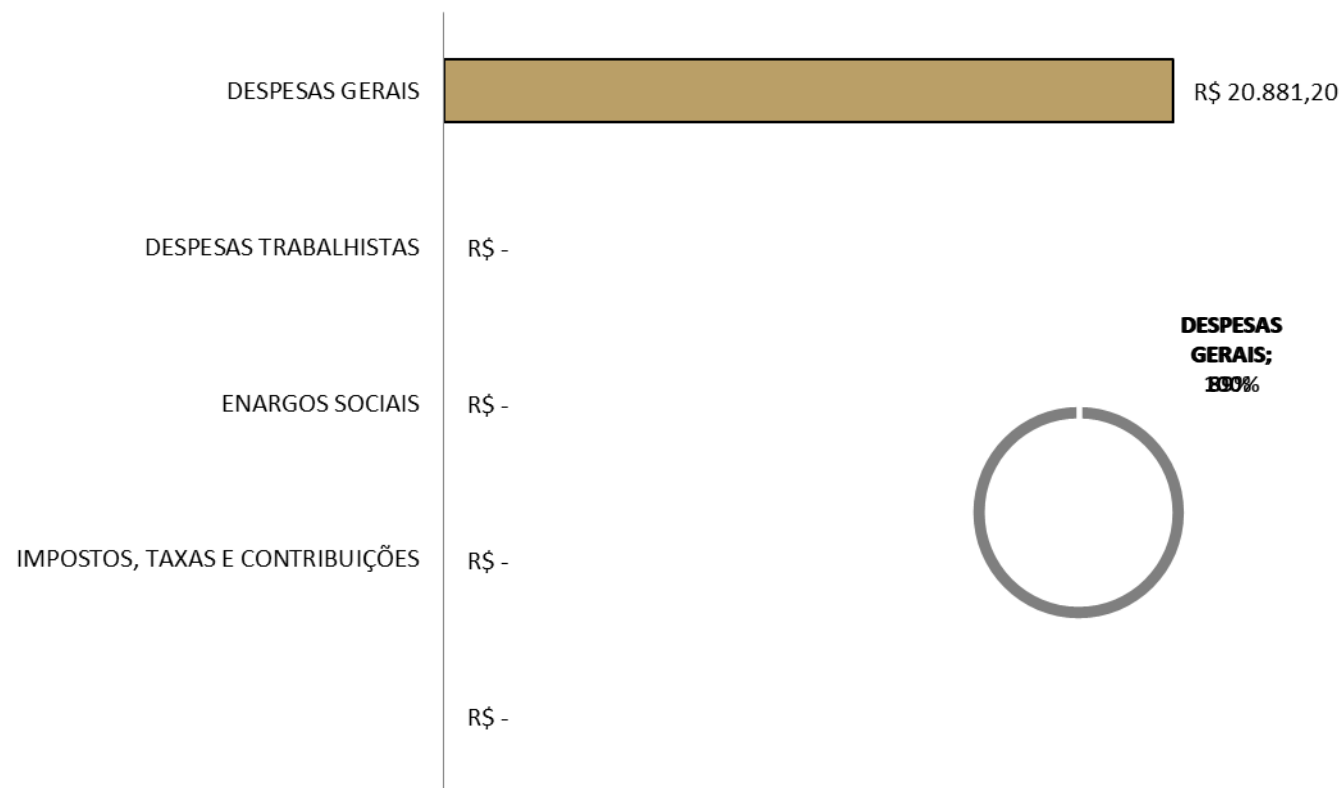 DESPESAS GERAIS
R$ 20.881,20
DESPESAS TRABALHISTAS
R$ -
DESPESAS
GERAIS;
ENARGOS SOCIAIS
R$ -
IMPOSTOS, TAXAS E CONTRIBUIÇÕES
R$ -
R$ -